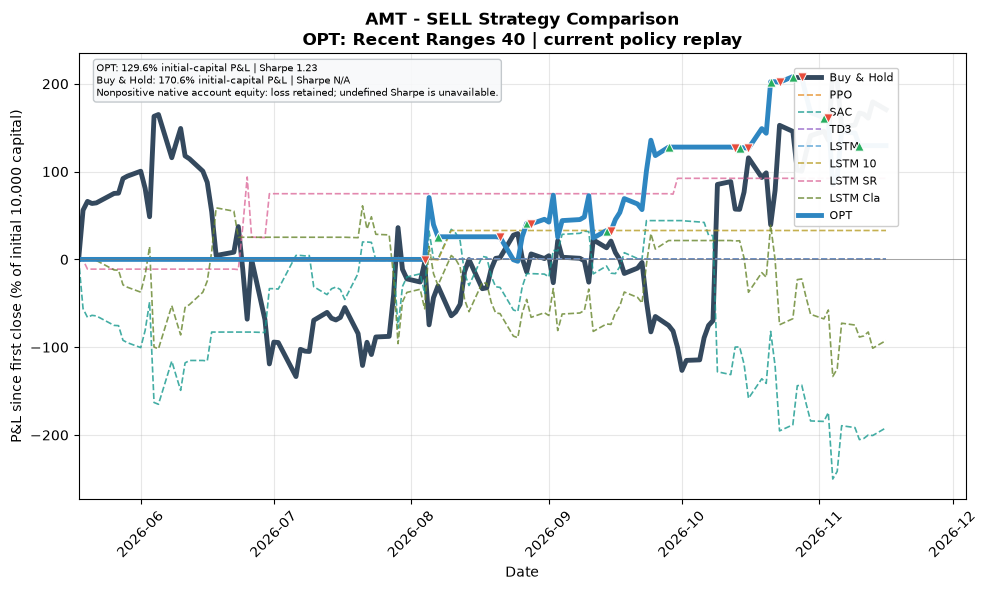 AMT - SELL Strategy Comparison
OPT: Recent Ranges 40 | current policy replay
OPT: 129.6% initial-capital P&L | Sharpe 1.23
Buy & Hold: 170.6% initial-capital P&L | Sharpe N/A
Nonpositive native account equity: loss retained; undefined Sharpe is unavailable.
Buy & Hold
PPO
SAC
TD3
LSTM
LSTM 10
LSTM SR
LSTM Cla
OPT
P&L since first close (% of initial 10,000 capital)
200
100
0
−100
−200
2026-06
2026-07
2026-08
2026-09
2026-10
2026-11
2026-12
Date